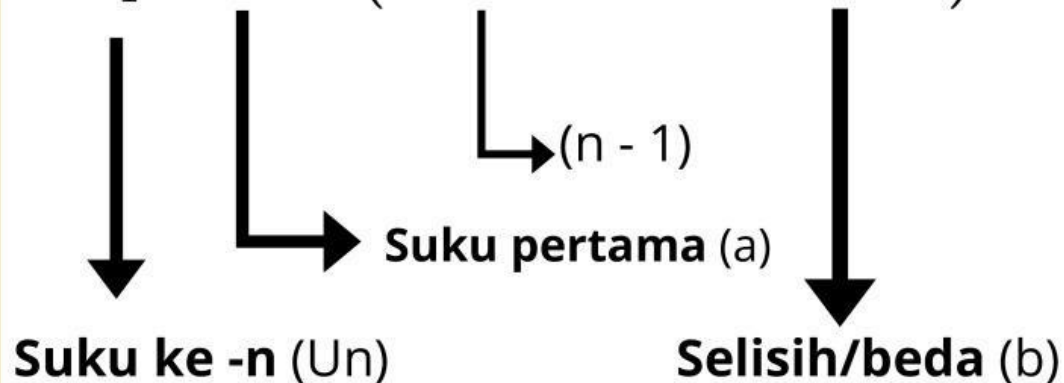 (n - 1)
Suku pertama (a)
Suku ke -n (Un)
Selisih/beda (b)